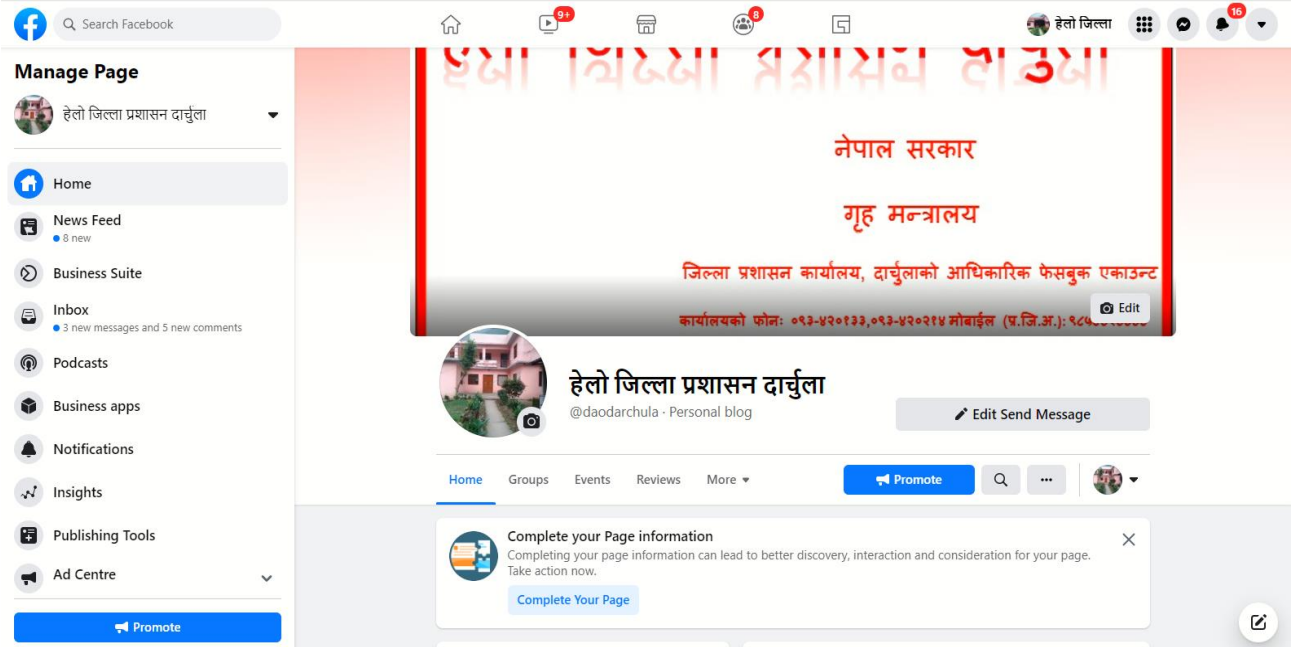 Search Facebook
9+
8
हेलो जिल्ला
16
Manage Page
हेलो जिल्ला प्रशासन दार्चुला
Home
News Feed
8 new
Business Suite
Inbox
3 new messages and 5 new comments
Podcasts
Business apps
Notifications
Insights
Publishing Tools
Ad Centre
Promote
हेलो जिल्ला प्रशासन दार्चुला
नेपाल सरकार
गृह मन्त्रालय
जिल्ला प्रशासन कार्यालय, दार्चुलाको आधिकारिक फेसबुक एकाउन्ट
Edit
कार्यालयको फोनः ०९३-४२०१३३,०९३-४२०२१४ मोबाईल (प्र.जि.अ.):
हेलो जिल्ला प्रशासन दार्चुला
@daodarchula · Personal blog
Edit Send Message
Home Groups Events Reviews More
Promote
Complete your Page information
Completing your page information can lead to better discovery, interaction and consideration for your page.
Take action now.
Complete Your Page